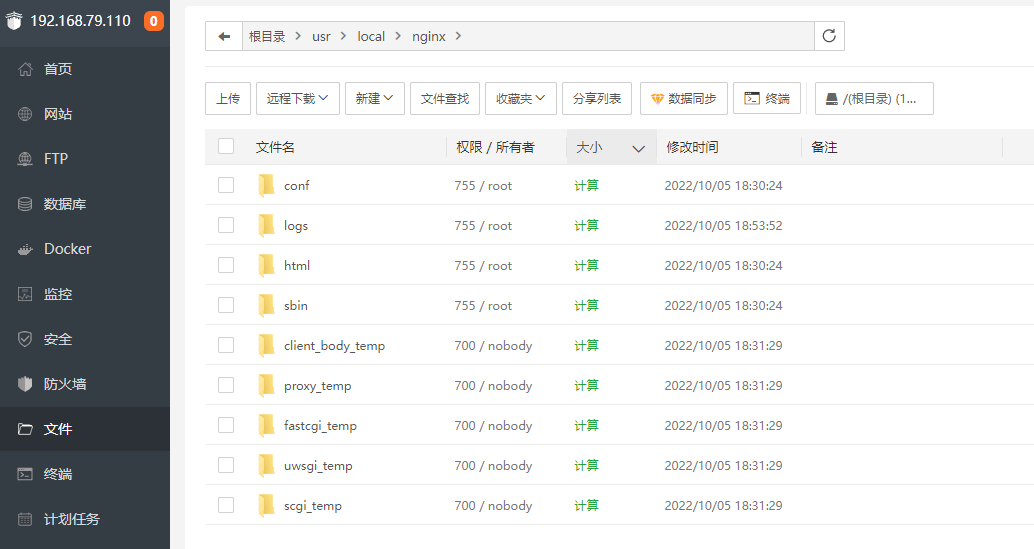 192.168.79.110 0
首页
网站
FTP
数据库
Docker
监控
安全
防火墙
文件
终端
计划任务
根目录 > usr > local > nginx >
上传 远程下载 新建 文件查找 收藏夹 分享列表 数据同步 终端 /(根目录) (1...
文件名 权限 / 所有者 大小 修改时间 备注
conf 755 / root 计算 2022/10/05 18:30:24
logs 755 / root 计算 2022/10/05 18:53:52
html 755 / root 计算 2022/10/05 18:30:24
sbin 755 / root 计算 2022/10/05 18:30:24
client_body_temp 700 / nobody 计算 2022/10/05 18:31:29
proxy_temp 700 / nobody 计算 2022/10/05 18:31:29
fastcgi_temp 700 / nobody 计算 2022/10/05 18:31:29
uwsgi_temp 700 / nobody 计算 2022/10/05 18:31:29
scgi_temp 700 / nobody 计算 2022/10/05 18:31:29